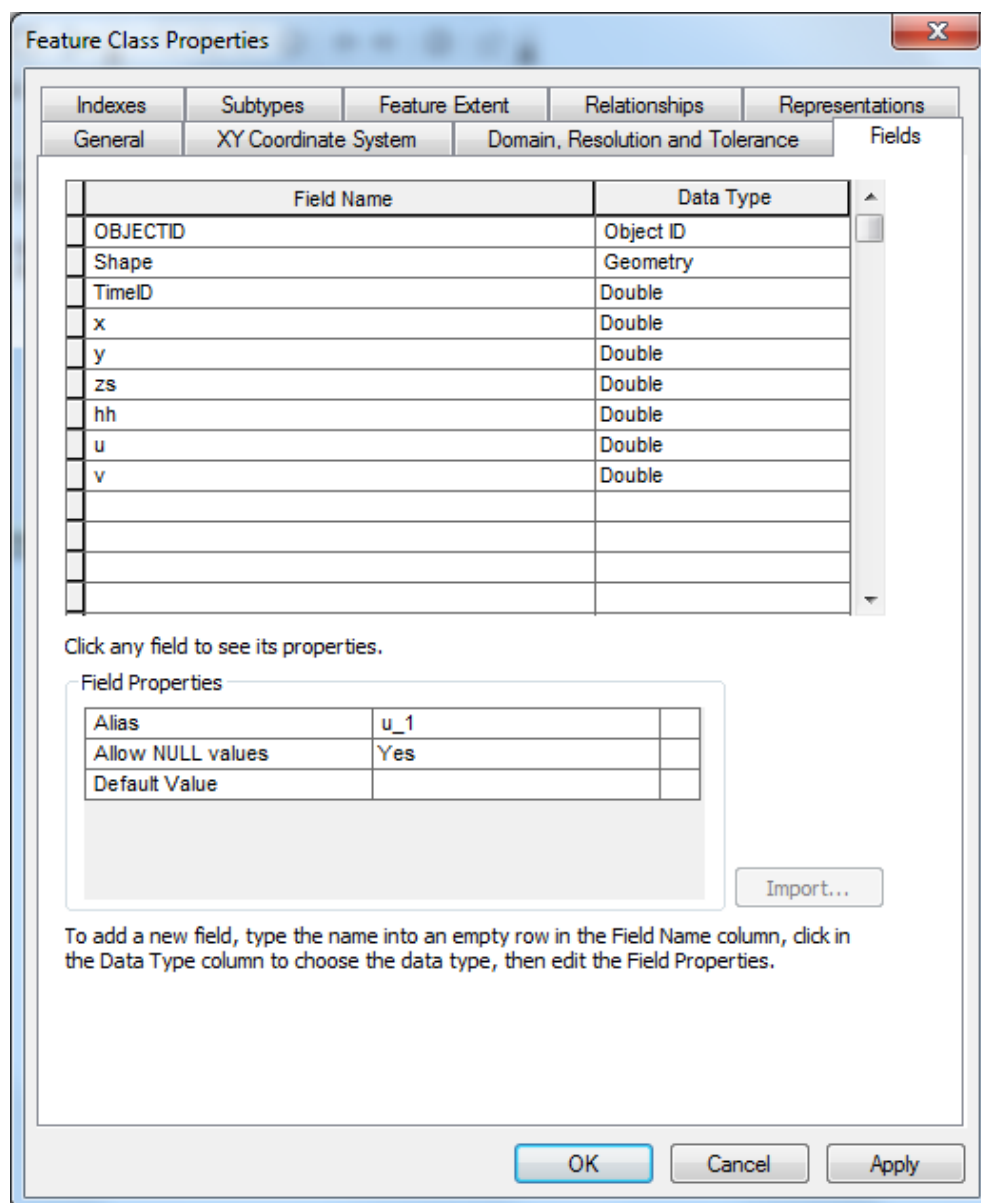 Feature Class Properties
Indexes Subtypes Feature Extent Relationships Representations
General XY Coordinate System Domain, Resolution and Tolerance Fields
Field Name Data Type
OBJECTID Object ID
Shape Geometry
TimeID Double
x Double
y Double
zs Double
hh Double
u Double
v Double
Click any field to see its properties.
Field Properties
Alias u_1
Allow NULL values Yes
Default Value
Import...
To add a new field, type the name into an empty row in the Field Name column, click in
the Data Type column to choose the data type, then edit the Field Properties.
OK Cancel Apply